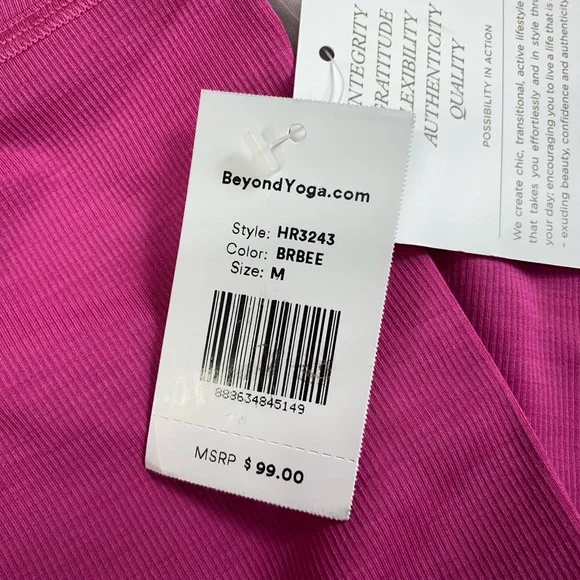 BeyondYoga.com
Style: HR3243
Color: BRBEE
Size: M
883634845149
MSRP $99.00
INTEGRITY
GRATITUDE
FLEXIBILITY
AUTHENTICITY
QUALITY
POSSIBILITY IN ACTION
We create chic, transitional, active lifestyle
that takes you effortlessly and in style thro
your day; encouraging you to live a life that is
– exuding beauty, confidence and authenticity